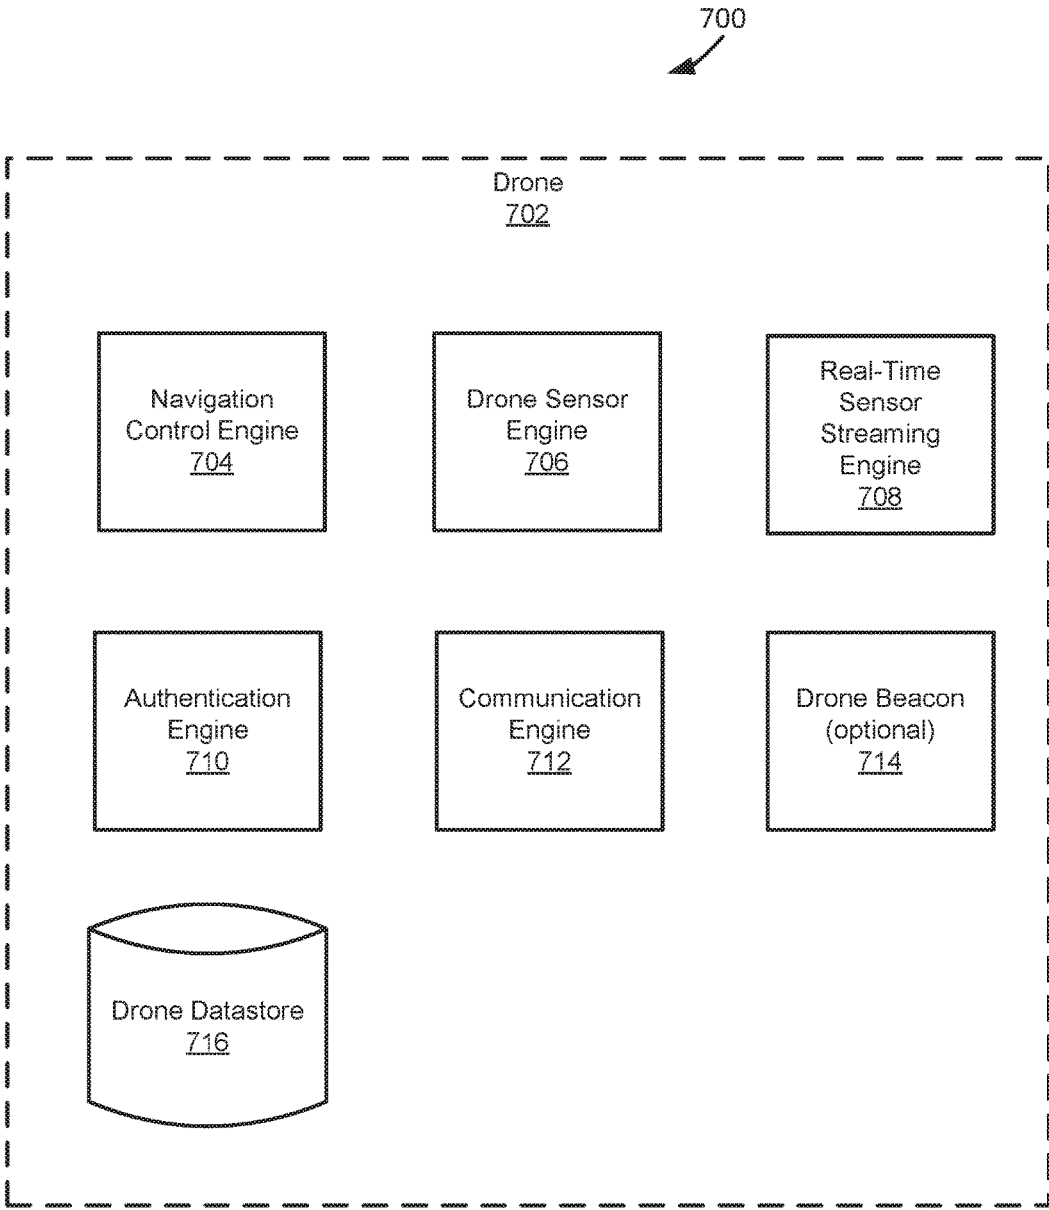 700
Drone
702
Navigation
Control Engine
704
Drone Sensor
Engine
706
Real-Time
Sensor
Streaming
Engine
708
Authentication
Engine
710
Communication
Engine
712
Drone Beacon
(optional)
714
Drone Datastore
716